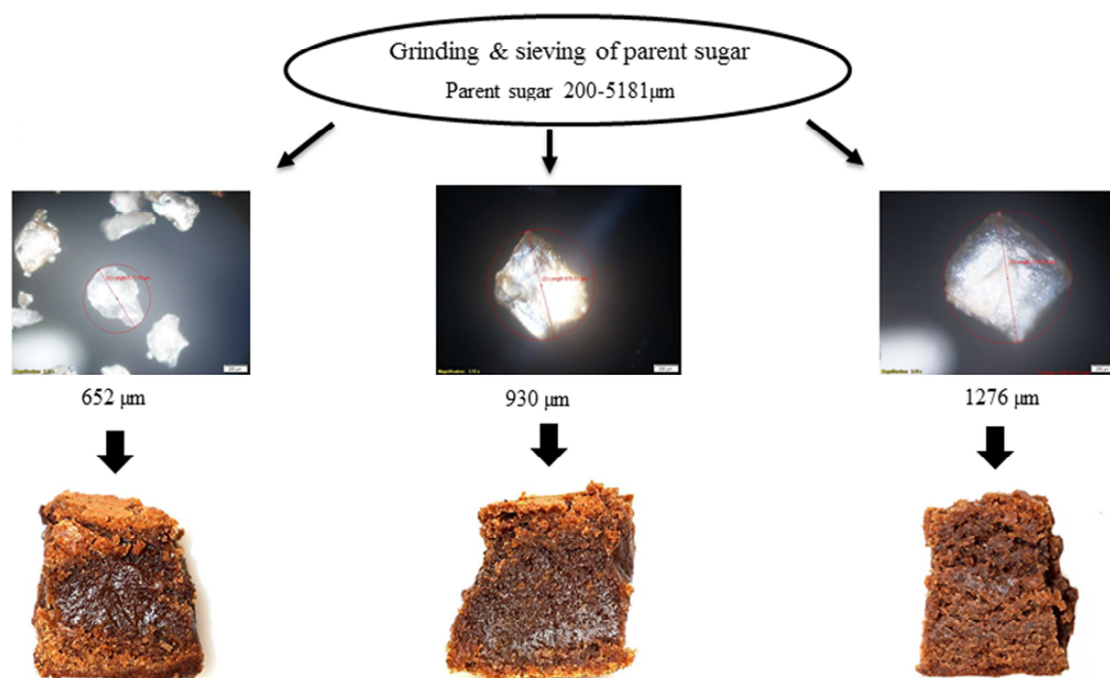 Grinding & sieving of parent sugar
Parent sugar 200-5181µm
652 µm
930 µm
1276 µm